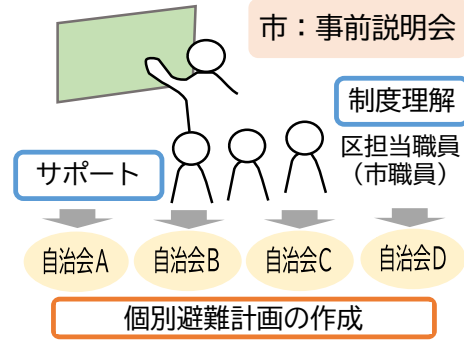 市：事前説明会
制度理解
区担当職員
（市職員）
サポート
自治会A
自治会B
自治会C
自治会D
個別避難計画の作成